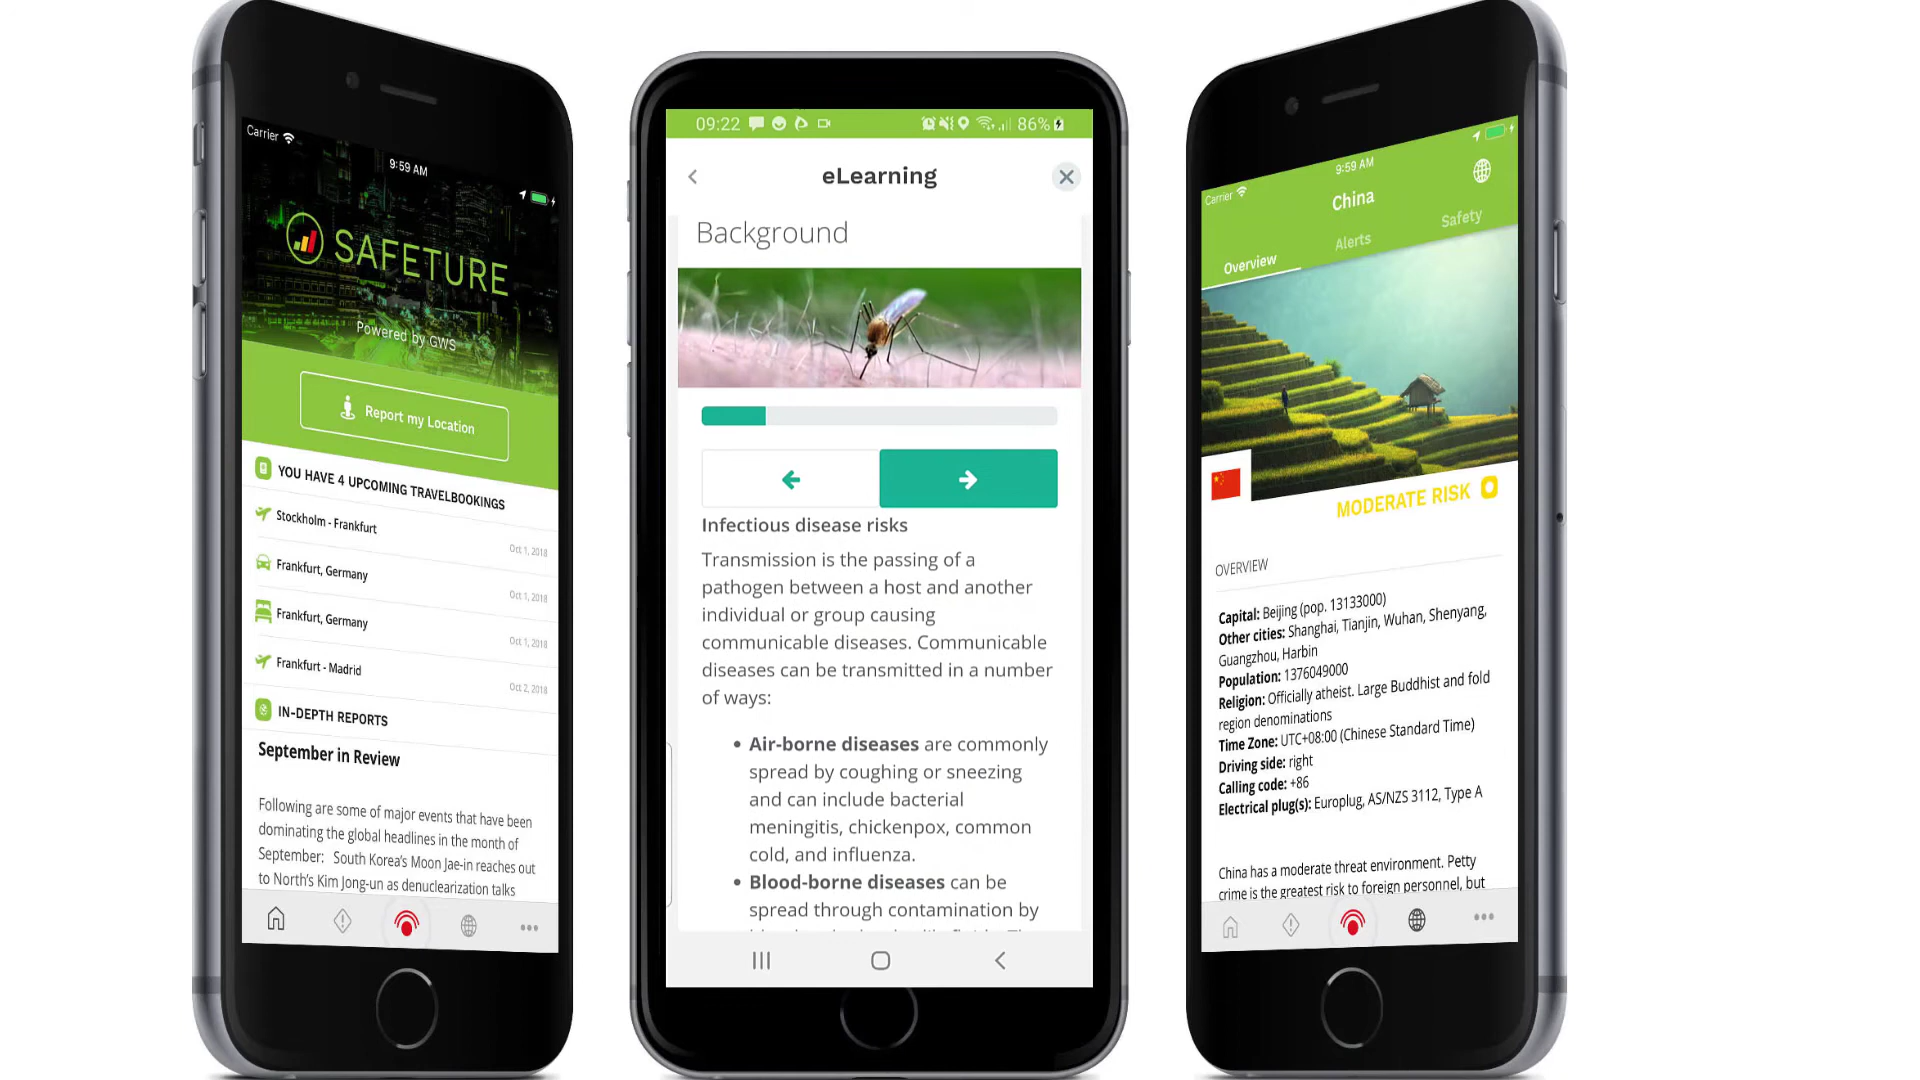 Carrier
9:59 AM
SAFETURE
Powered by GWS
Report my Location
YOU HAVE 4 UPCOMING TRAVELBOOKINGS
Stockholm - Frankfurt
Oct 1, 2018
Frankfurt, Germany
Oct 1, 2018
Frankfurt, Germany
Oct 1, 2018
Frankfurt - Madrid
Oct 2, 2018
IN-DEPTH REPORTS
September in Review
Following are some of major events that have been
dominating the global headlines in the month of
September: South Korea's Moon Jae-in reaches out
to North's Kim Jong-un as denuclearization talks
09:22 86%
eLearning
Background
Infectious disease risks
Transmission is the passing of a
pathogen between a host and another
individual or group causing
communicable diseases. Communicable
diseases can be transmitted in a number
of ways:
• Air-borne diseases are commonly
spread by coughing or sneezing
and can include bacterial
meningitis, chickenpox, common
cold, and influenza.
• Blood-borne diseases can be
spread through contamination by
Carrier
9:59 AM
China
Overview Alerts Safety
MODERATE RISK
OVERVIEW
Capital: Beijing (pop. 13133000)
Other cities: Shanghai, Tianjin, Wuhan, Shenyang,
Guangzhou, Harbin
Population: 1376049000
Religion: Officially atheist. Large Buddhist and fold
region denominations
Time Zone: UTC+08:00 (Chinese Standard Time)
Driving side: right
Calling code: +86
Electrical plug(s): Europlug, AS/NZS 3112, Type A
China has a moderate threat environment. Petty
crime is the greatest risk to foreign personnel, but